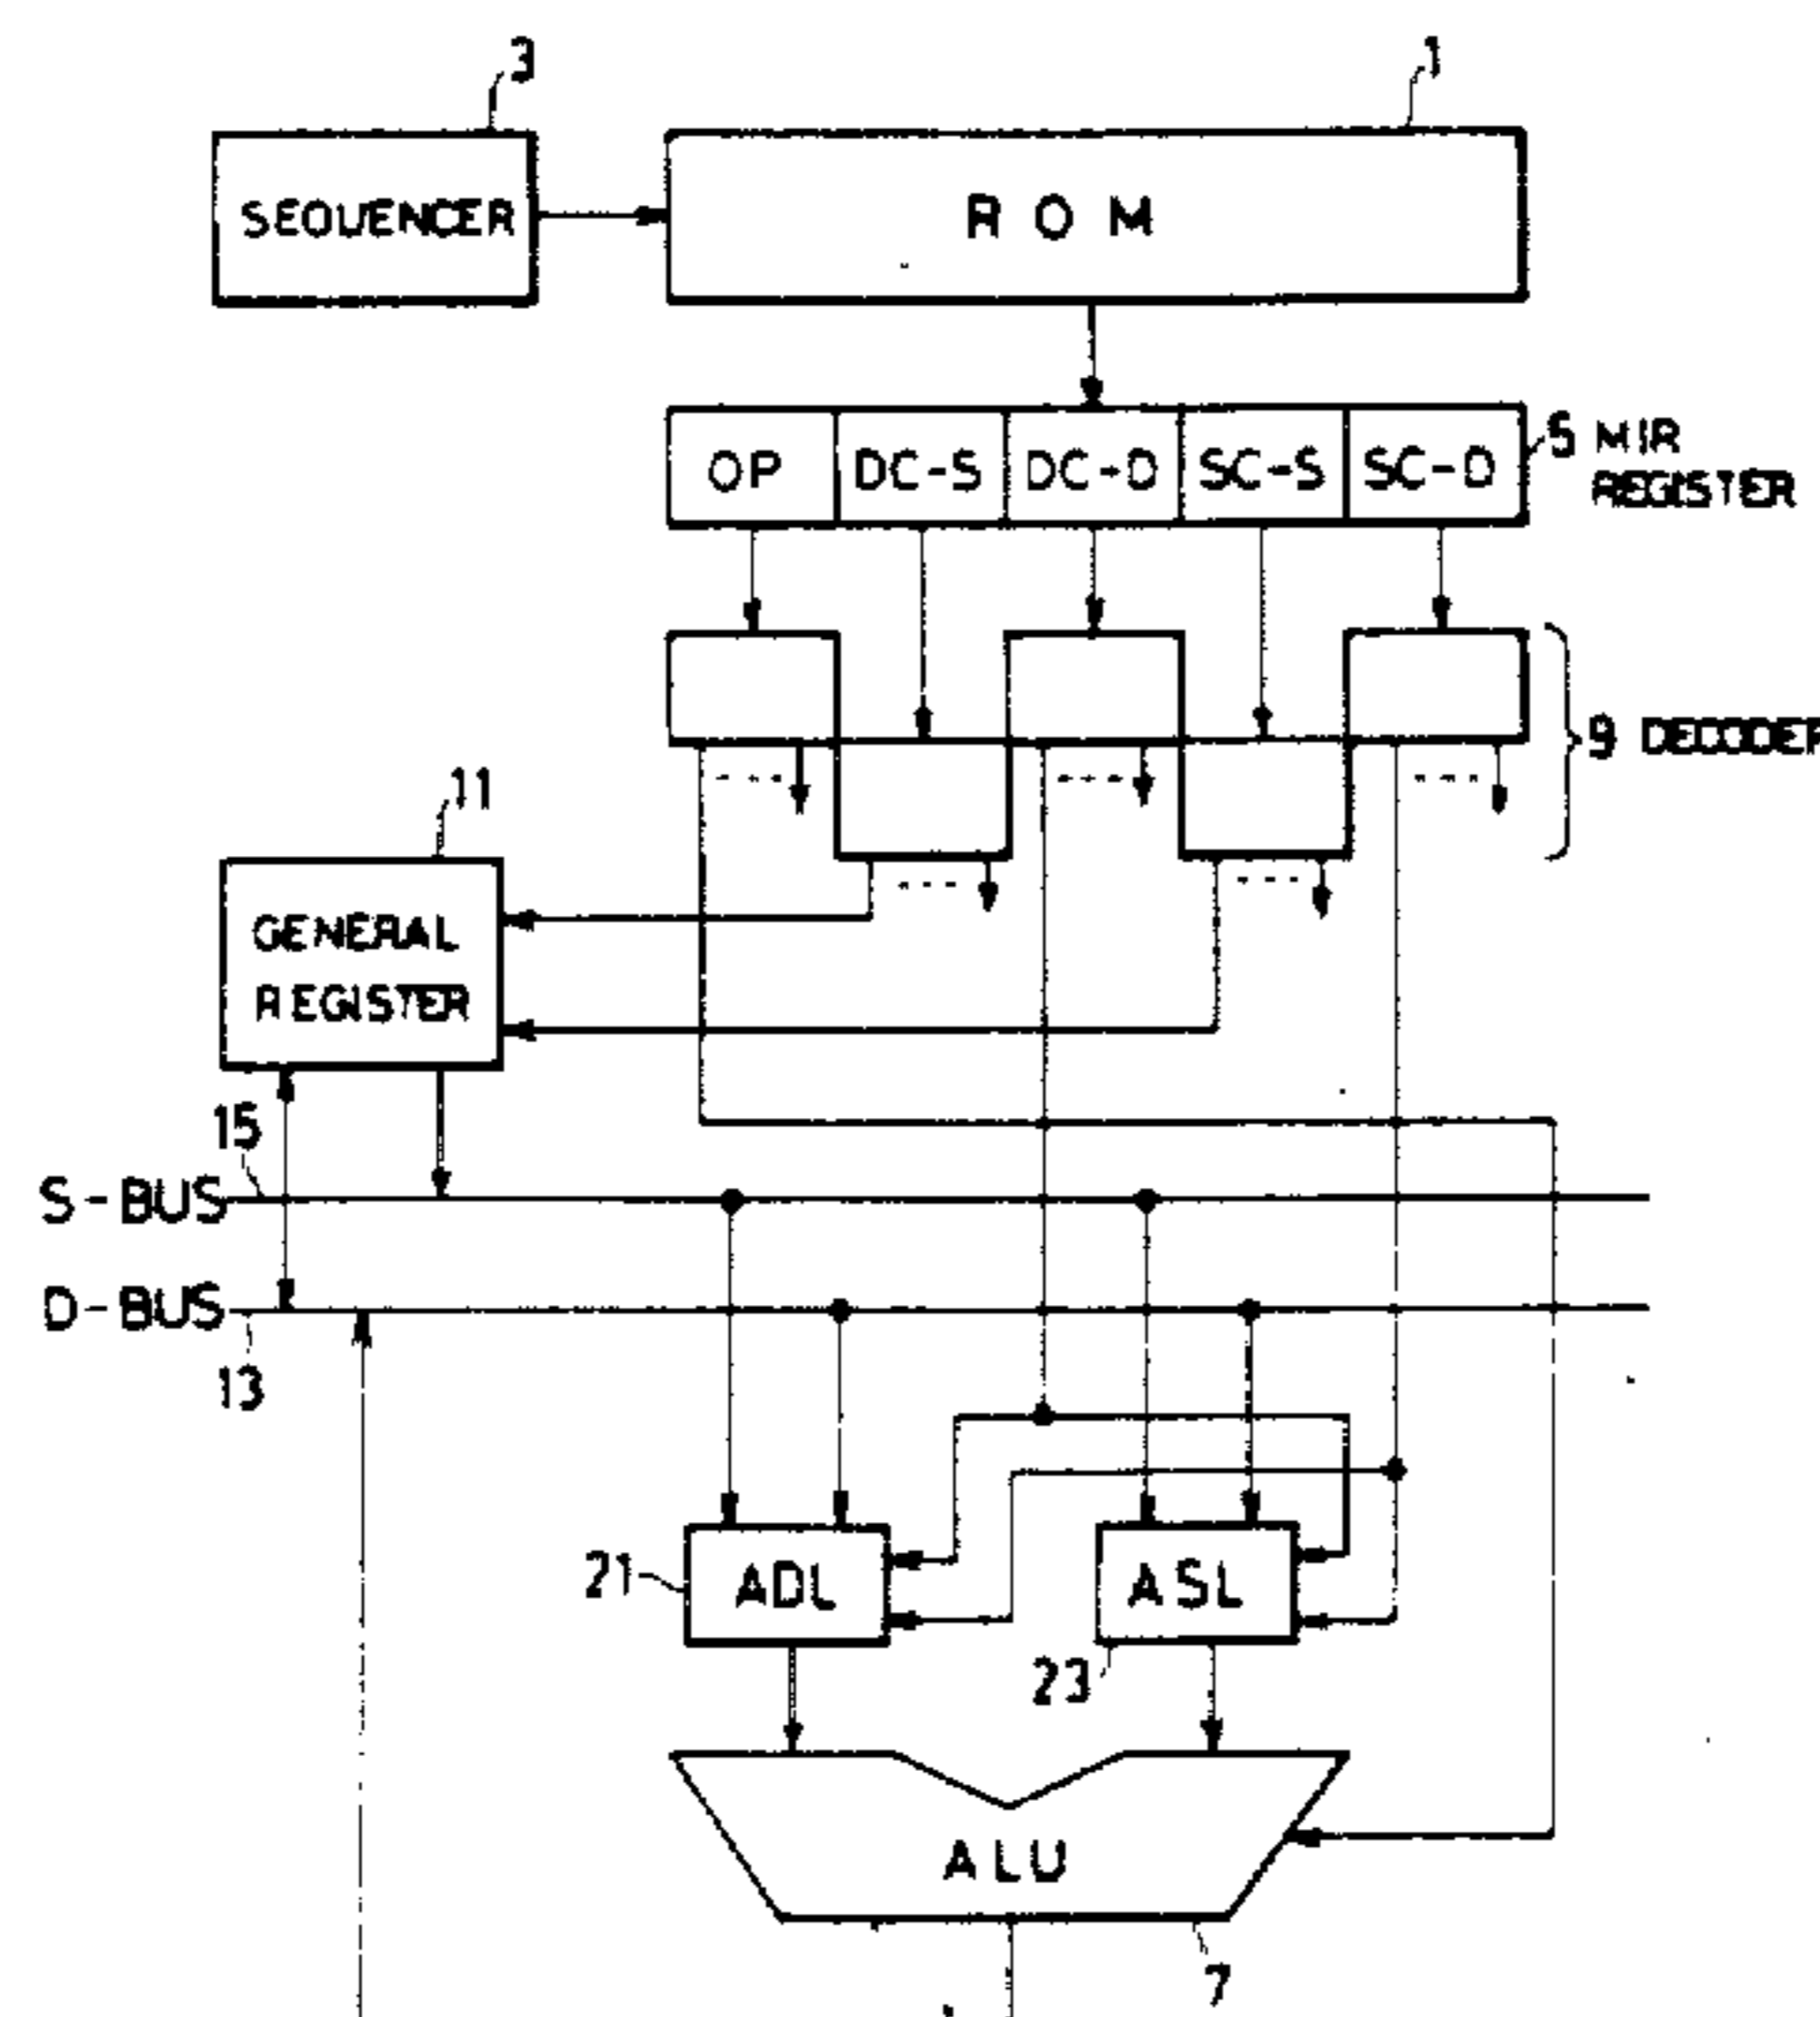 3
1
SEQUENCER
ROM
OP DC-S DC-D SC-S SC-D
5 MIR
REGISTER
9 DECODER
11
GENERAL
REGISTER
15
S-BUS
D-BUS
13
21
ADL
ASL
23
ALU
7